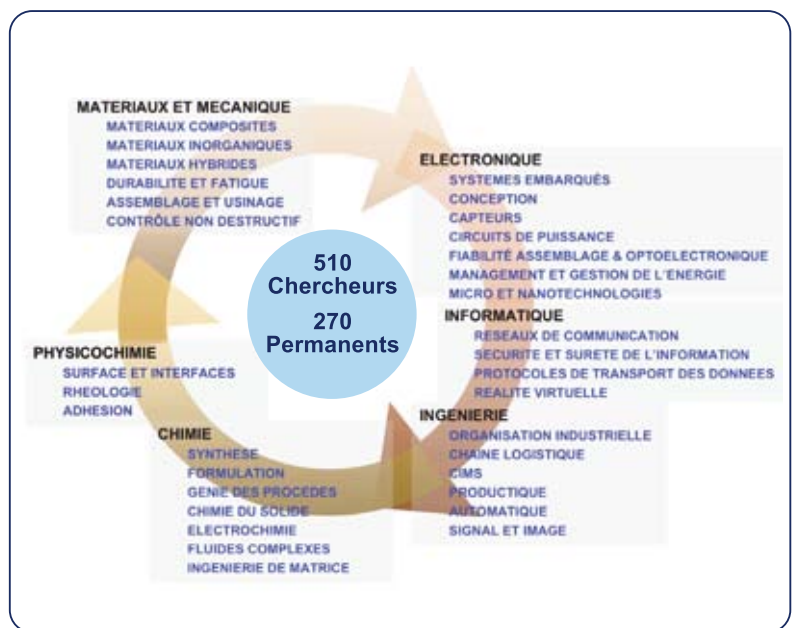 MATERIAUX ET MECANIQUE
MATERIAUX COMPOSITES
MATERIAUX INORGANIQUES
MATERIAUX HYBRIDES
DURABILITE ET FATIGUE
ASSEMBLAGE ET USINAGE
CONTRÔLE NON DESTRUCTIF
ELECTRONIQUE
SYSTEMES EMBARQUÉS
CONCEPTION
CAPTEURS
CIRCUITS DE PUISSANCE
FIABILITÉ ASSEMBLAGE & OPTOELECTRONIQUE
MANAGEMENT ET GESTION DE L'ENERGIE
MICRO ET NANOTECHNOLOGIES
510
Chercheurs
270
Permanents
INFORMATIQUE
RESEAUX DE COMMUNICATION
SECURITE ET SURETE DE L'INFORMATION
PROTOCOLES DE TRANSPORT DES DONNEES
REALITE VIRTUELLE
PHYSICOCHIMIE
SURFACE ET INTERFACES
RHEOLOGIE
ADHESION
INGENIERIE
ORGANISATION INDUSTRIELLE
CHAINE LOGISTIQUE
CIMS
PRODUCTIQUE
AUTOMATIQUE
SIGNAL ET IMAGE
CHIMIE
SYNTHESE
FORMULATION
GENIE DES PROCEDES
CHIMIE DU SOLIDE
ELECTROCHIMIE
FLUIDES COMPLEXES
INGENIERIE DE MATRICE